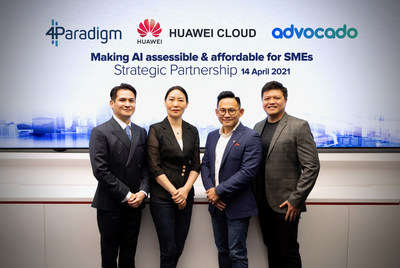 4Paradigm HUAWEI HUAWEI CLOUD advocado
Making AI assessible & affordable for SMEs
Strategic Partnership 14 April 2021